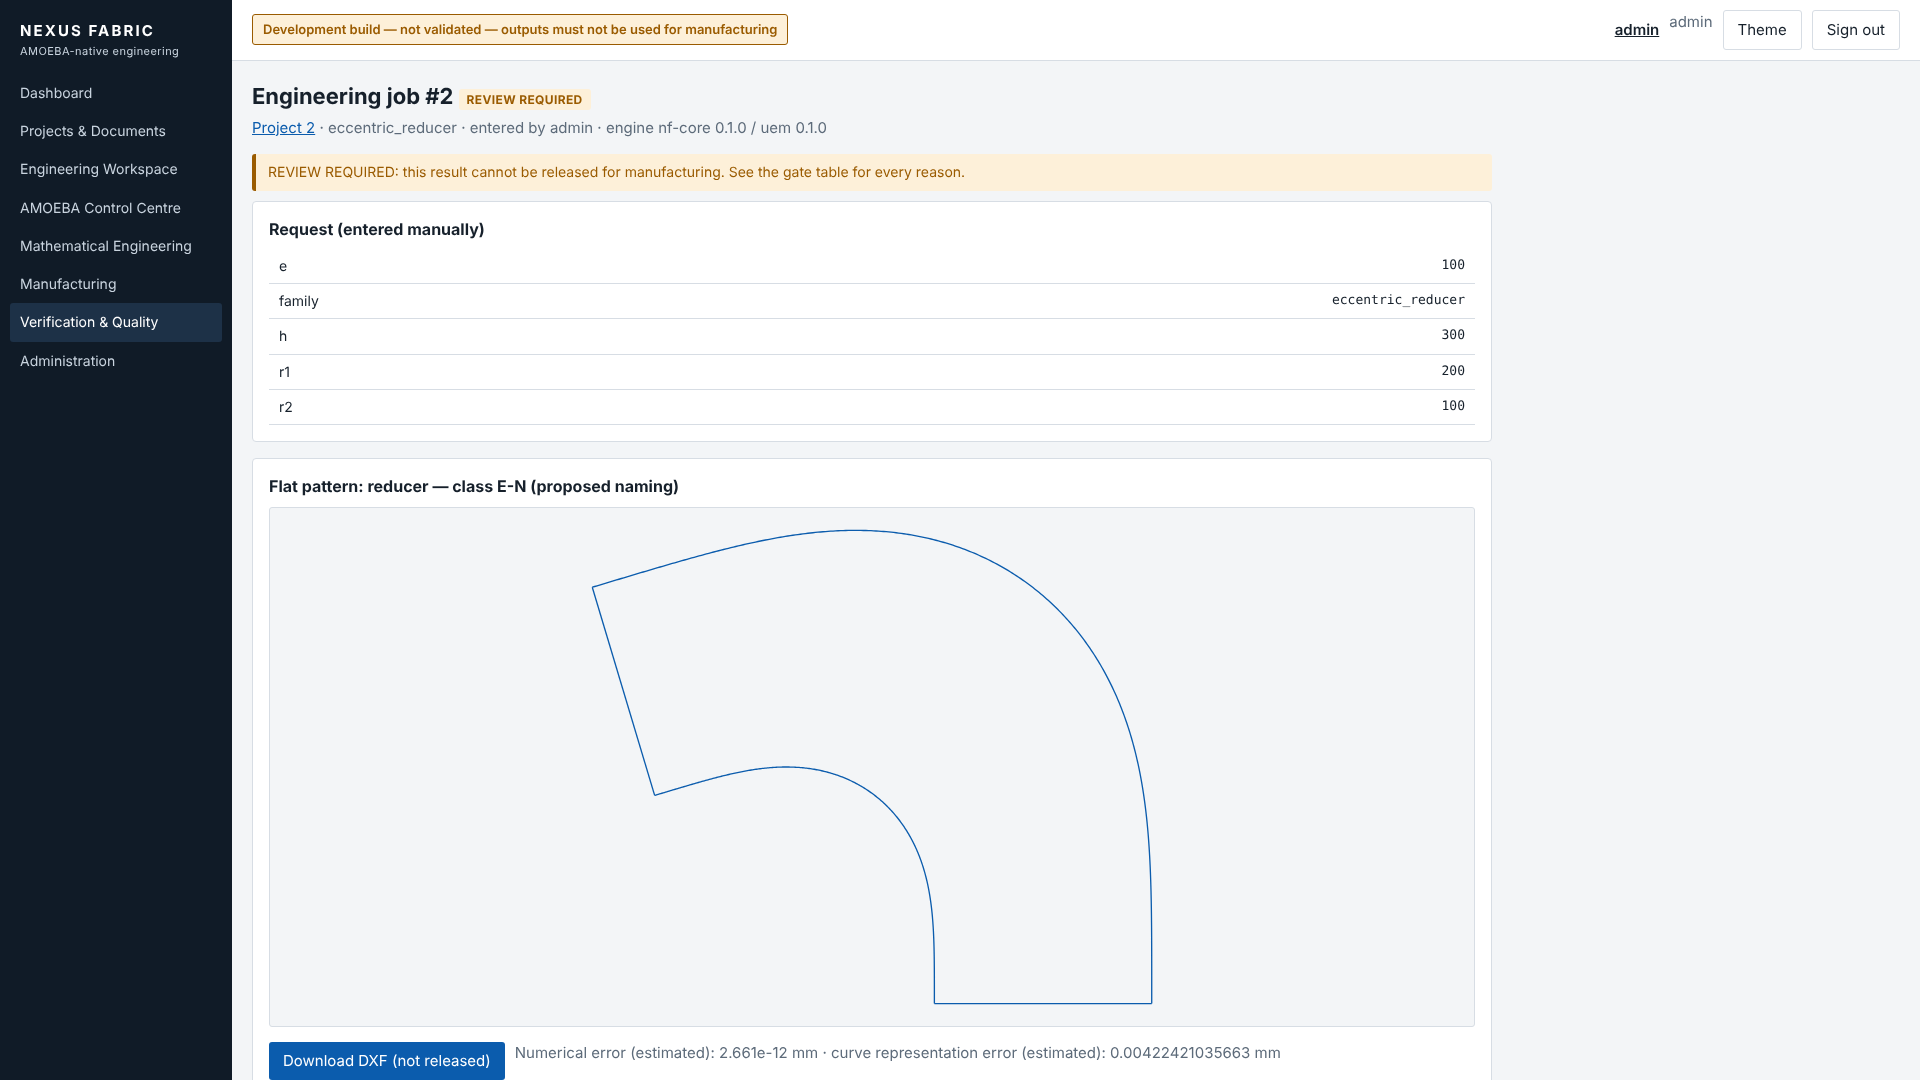 NEXUS FABRIC
AMOEBA-native engineering
Dashboard
Projects & Documents
Engineering Workspace
AMOEBA Control Centre
Mathematical Engineering
Manufacturing
Verification & Quality
Administration
Development build — not validated — outputs must not be used for manufacturing
admin admin Theme Sign out
Engineering job #2 REVIEW REQUIRED
Project 2 · eccentric_reducer · entered by admin · engine nf-core 0.1.0 / uem 0.1.0
REVIEW REQUIRED: this result cannot be released for manufacturing. See the gate table for every reason.
Request (entered manually)
e 100
family eccentric_reducer
h 300
r1 200
r2 100
Flat pattern: reducer — class E-N (proposed naming)
Download DXF (not released) Numerical error (estimated): 2.661e-12 mm · curve representation error (estimated): 0.00422421035663 mm